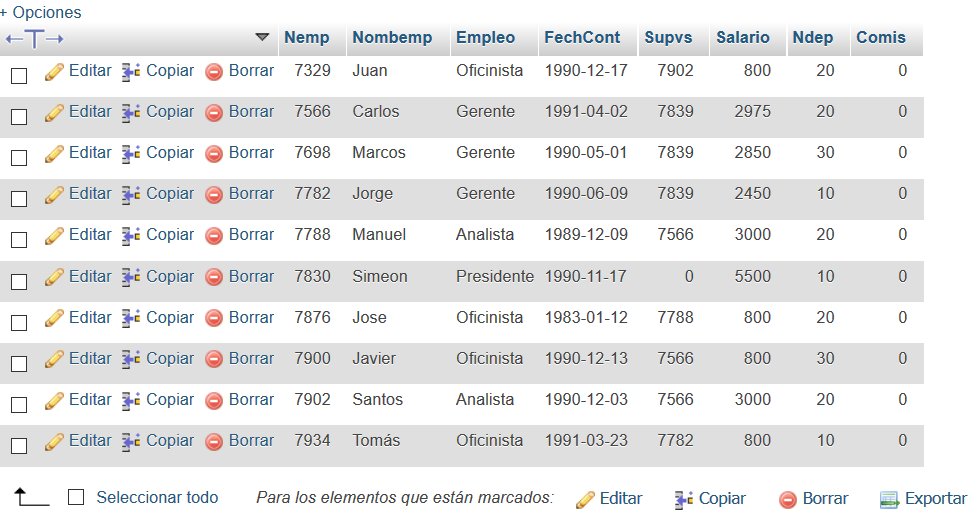 + Opciones
Nemp Nombemp Empleo FechCont Supvs Salario Ndep Comis
Editar Copiar Borrar 7329 Juan Oficinista 1990-12-17 7902 800 20 0
Editar Copiar Borrar 7566 Carlos Gerente 1991-04-02 7839 2975 20 0
Editar Copiar Borrar 7698 Marcos Gerente 1990-05-01 7839 2850 30 0
Editar Copiar Borrar 7782 Jorge Gerente 1990-06-09 7839 2450 10 0
Editar Copiar Borrar 7788 Manuel Analista 1989-12-09 7566 3000 20 0
Editar Copiar Borrar 7830 Simeon Presidente 1990-11-17 0 5500 10 0
Editar Copiar Borrar 7876 Jose Oficinista 1983-01-12 7788 800 20 0
Editar Copiar Borrar 7900 Javier Oficinista 1990-12-13 7566 800 30 0
Editar Copiar Borrar 7902 Santos Analista 1990-12-03 7566 3000 20 0
Editar Copiar Borrar 7934 Tomás Oficinista 1991-03-23 7782 800 10 0
Seleccionar todo Para los elementos que están marcados: Editar Copiar Borrar Exportar